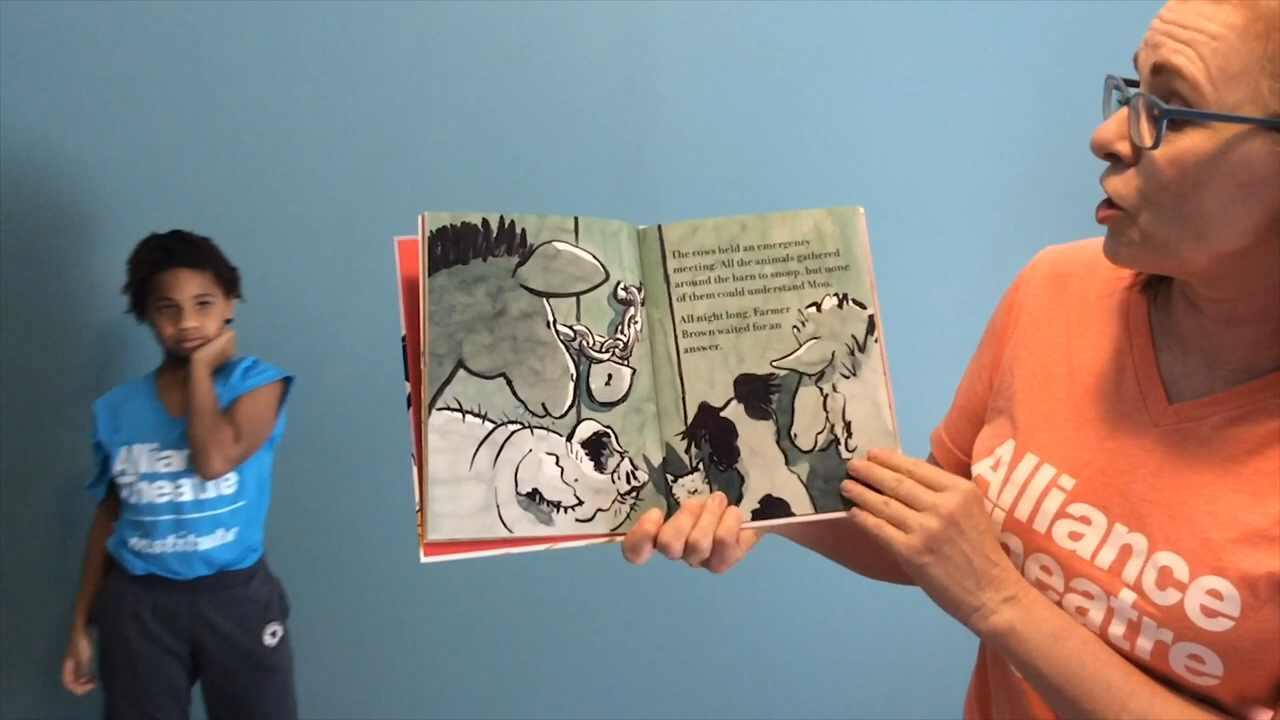 The cows held an emergency
meeting. All the animals gathered
around the barn to snoop, but none
of them could understand Moo.
All night long, Farmer
Brown waited for an
answer.
Alliance
Theatre
Institute
Alliance
Theatre